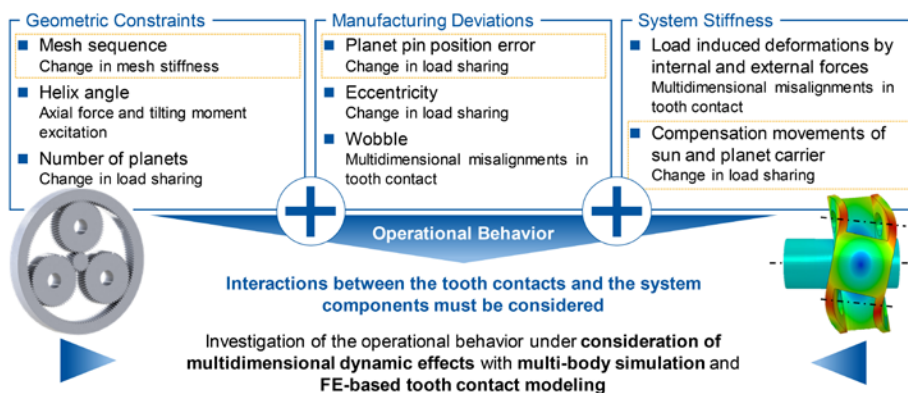 Geometric Constraints
Mesh sequence
Change in mesh stiffness
Helix angle
Axial force and tilting moment
excitation
Number of planets
Change in load sharing
Manufacturing Deviations
Planet pin position error
Change in load sharing
Eccentricity
Change in load sharing
Wobble
Multidimensional misalignments in
tooth contact
System Stiffness
Load induced deformations by
internal and external forces
Multidimensional misalignments in
tooth contact
Compensation movements of
sun and planet carrier
Change in load sharing
Operational Behavior
Interactions between the tooth contacts and the system
components must be considered
Investigation of the operational behavior under consideration of
multidimensional dynamic effects with multi-body simulation and
FE-based tooth contact modeling